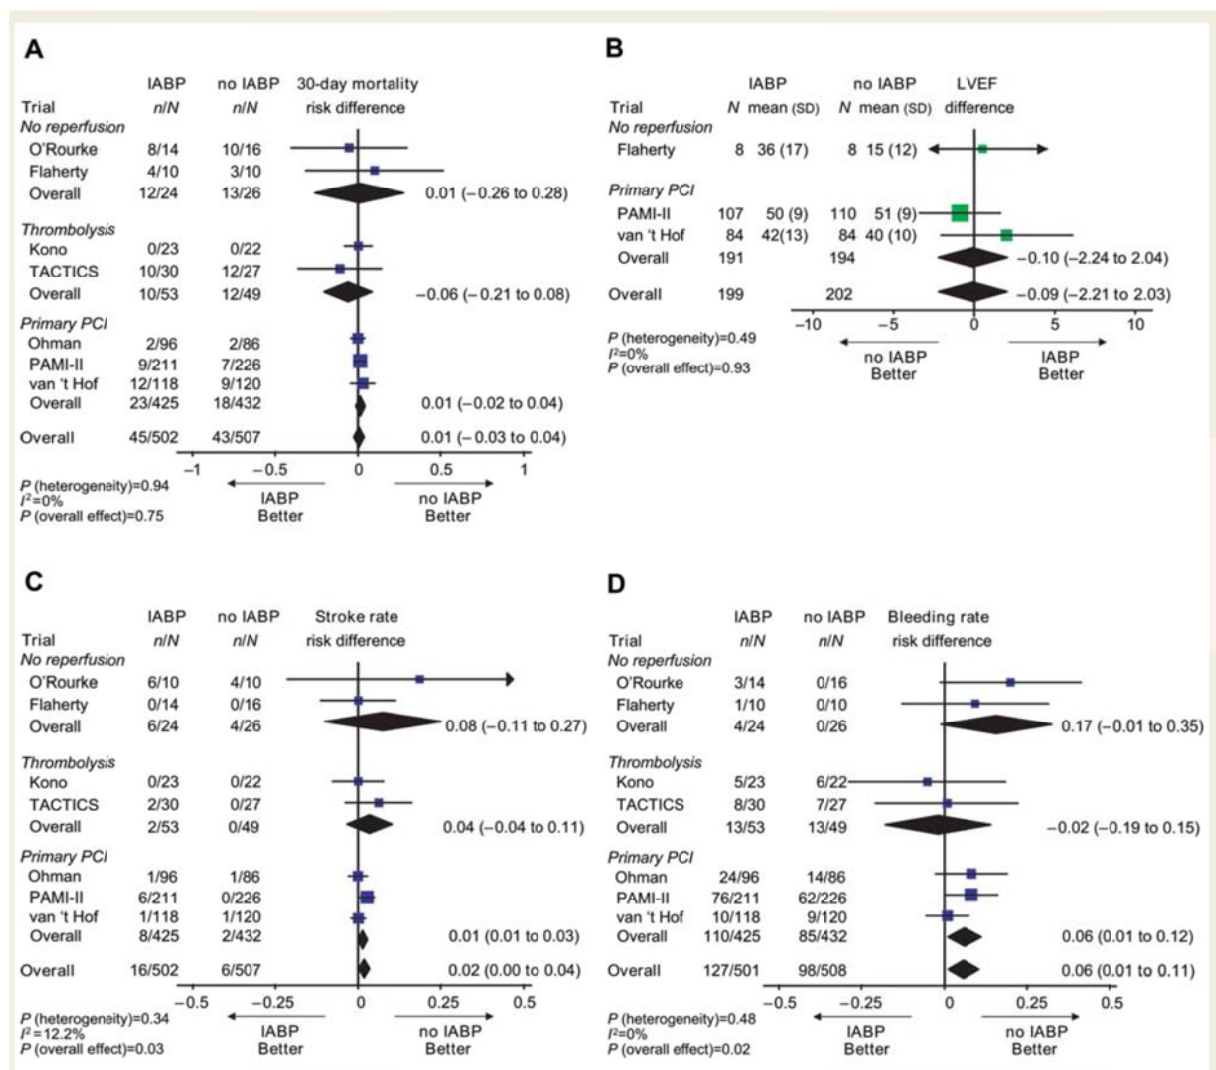 A
IABP no IABP 30-day mortality
Trial n/N n/N risk difference
No reperfusion
O'Rourke 8/14 10/16
Flaherty 4/10 3/10
Overall 12/24 13/26 0.01 (−0.26 to 0.28)
Thrombolysis
Kono 0/23 0/22
TACTICS 10/30 12/27
Overall 10/53 12/49 −0.06 (−0.21 to 0.08)
Primary PCI
Ohman 2/96 2/86
PAMI-II 9/211 7/226
van 't Hof 12/118 9/120
Overall 23/425 18/432 0.01 (−0.02 to 0.04)
Overall 45/502 43/507 0.01 (−0.03 to 0.04)
−1 −0.5 0 0.5 1
P (heterogeneity)=0.94
I²=0%
P (overall effect)=0.75
IABP no IABP
Better Better
B
IABP no IABP LVEF
Trial N mean (SD) N mean (SD) difference
No reperfusion
Flaherty 8 36 (17) 8 15 (12)
Primary PCI
PAMI-II 107 50 (9) 110 51 (9)
van 't Hof 84 42(13) 84 40 (10)
Overall 191 194 −0.10 (−2.24 to 2.04)
Overall 199 202 −0.09 (−2.21 to 2.03)
−10 −5 0 5 10
P (heterogeneity)=0.49
I²=0%
P (overall effect)=0.93
no IABP IABP
Better Better
C
IABP no IABP Stroke rate
Trial n/N n/N risk difference
No reperfusion
O'Rourke 6/10 4/10
Flaherty 0/14 0/16
Overall 6/24 4/26 0.08 (−0.11 to 0.27)
Thrombolysis
Kono 0/23 0/22
TACTICS 2/30 0/27
Overall 2/53 0/49 0.04 (−0.04 to 0.11)
Primary PCI
Ohman 1/96 1/86
PAMI-II 6/211 0/226
van 't Hof 1/118 1/120
Overall 8/425 2/432 0.01 (0.01 to 0.03)
Overall 16/502 6/507 0.02 (0.00 to 0.04)
−0.5 −0.25 0 0.25 0.5
P (heterogeneity)=0.34
I²=12.2%
P (overall effect)=0.03
IABP no IABP
Better Better
D
IABP no IABP Bleeding rate
Trial n/N n/N risk difference
No reperfusion
O'Rourke 3/14 0/16
Flaherty 1/10 0/10
Overall 4/24 0/26 0.17 (−0.01 to 0.35)
Thrombolysis
Kono 5/23 6/22
TACTICS 8/30 7/27
Overall 13/53 13/49 −0.02 (−0.19 to 0.15)
Primary PCI
Ohman 24/96 14/86
PAMI-II 76/211 62/226
van 't Hof 10/118 9/120
Overall 110/425 85/432 0.06 (0.01 to 0.12)
Overall 127/501 98/508 0.06 (0.01 to 0.11)
−0.5 −0.25 0 0.25 0.5
P (heterogeneity)=0.48
I²=0%
P (overall effect)=0.02
IABP no IABP
Better Better